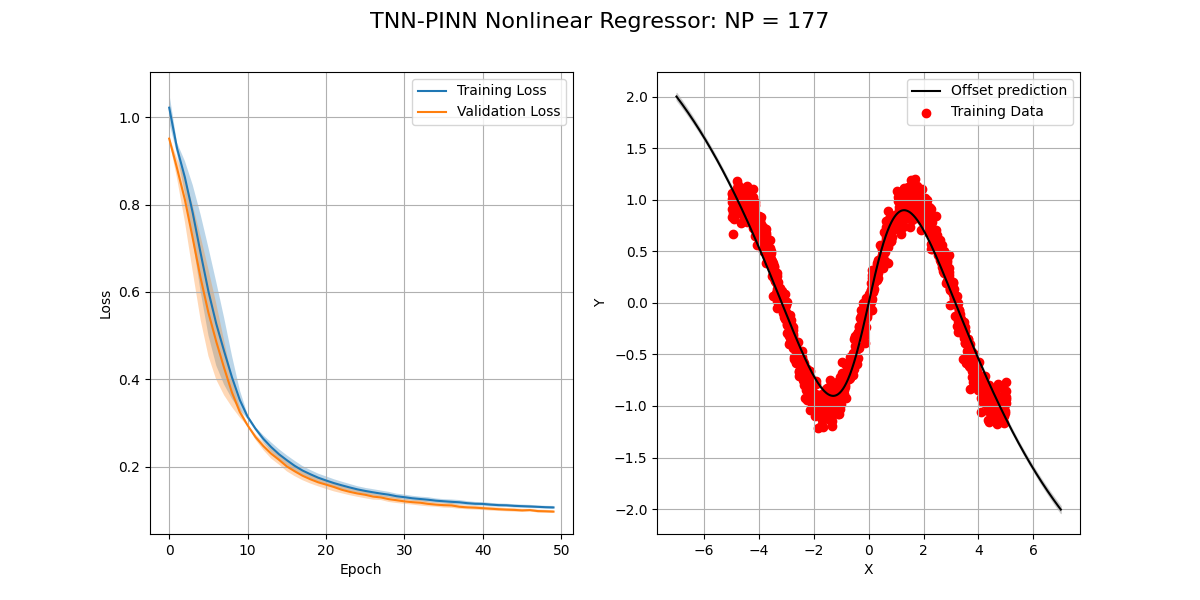 TNN-PINN Nonlinear Regressor: NP = 177
Training Loss
Validation Loss
1.0
0.8
0.6
0.4
0.2
Loss
0 10 20 30 40 50
Epoch
Offset prediction
Training Data
2.0
1.5
1.0
0.5
0.0
−0.5
−1.0
−1.5
−2.0
Y
−6 −4 −2 0 2 4 6
X